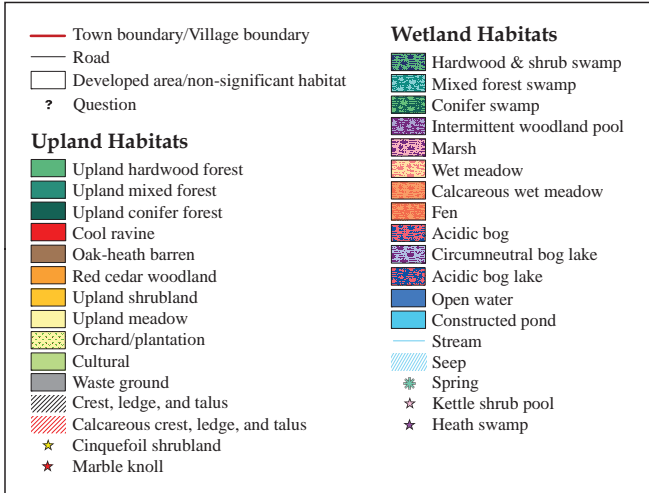 Town boundary/Village boundary
Road
Developed area/non-significant habitat
? Question
Upland Habitats
Upland hardwood forest
Upland mixed forest
Upland conifer forest
Cool ravine
Oak-heath barren
Red cedar woodland
Upland shrubland
Upland meadow
Orchard/plantation
Cultural
Waste ground
Crest, ledge, and talus
Calcareous crest, ledge, and talus
Cinquefoil shrubland
Marble knoll
Wetland Habitats
Hardwood & shrub swamp
Mixed forest swamp
Conifer swamp
Intermittent woodland pool
Marsh
Wet meadow
Calcareous wet meadow
Fen
Acidic bog
Circumneutral bog lake
Acidic bog lake
Open water
Constructed pond
Stream
Seep
Spring
Kettle shrub pool
Heath swamp